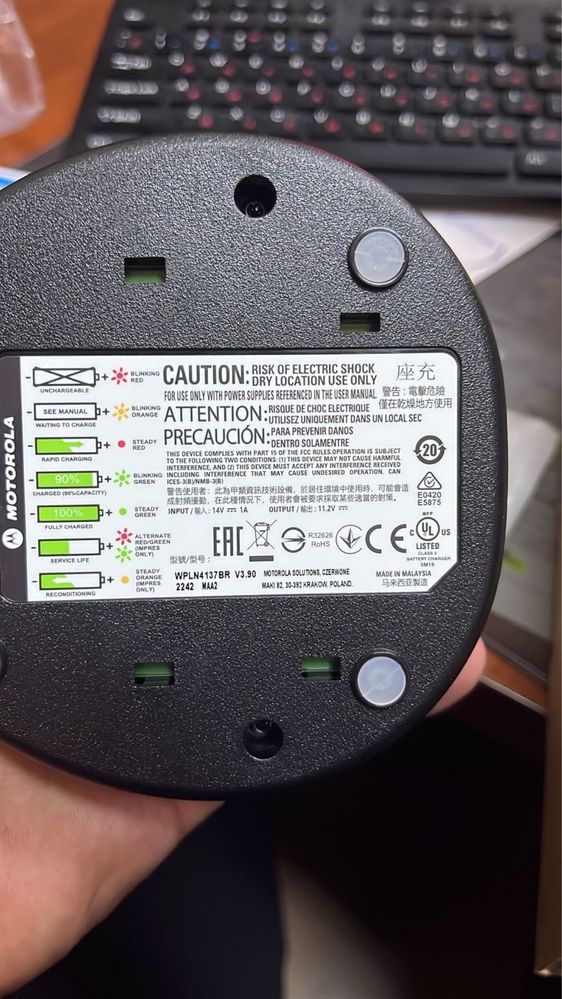 MOTOROLA
UNCHARGEABLE
+ BLINKING RED
SEE MANUAL
WAITING TO CHARGE
+ BLINKING ORANGE
RAPID CHARGING
+ STEADY RED
90%
CHARGED (90%CAPACITY)
+ BLINKING GREEN
100%
FULLY CHARGED
+ STEADY GREEN
SERVICE LIFE
+ ALTERNATE RED/GREEN (IMPRES ONLY)
RECONDITIONING
+ STEADY ORANGE (IMPRES ONLY)
CAUTION: RISK OF ELECTRIC SHOCK
DRY LOCATION USE ONLY
FOR USE ONLY WITH POWER SUPPLIES REFERENCED IN THE USER MANUAL
ATTENTION: RISQUE DE CHOC ELECTRIQUE
UTILISEZ UNIQUEMENT DANS UN LOCAL SEC
PRECAUCIÓN: PARA PREVENIR DANOS
DENTRO SOLAMENTE
座充
警告：電擊危險
僅在乾燥地方使用
THIS DEVICE COMPLIES WITH PART 15 OF THE FCC RULES.OPERATION IS SUBJECT
TO THE FOLLOWING TWO CONDITIONS: (1) THIS DEVICE MAY NOT CAUSE HARMFUL
INTERFERENCE, AND (2) THIS DEVICE MUST ACCEPT ANY INTERFERENCE RECEIVED
INCLUDING INTERFERENCE THAT MAY CAUSE UNDESIRED OPERATION, CAN
ICES-3(B)/NMB-3(B)
警告使用者：此為甲類資訊技術設備，於居住環境中使用時，可能會造
成射頻擾動，在此種情況下，使用者會被要求採取某些適當的對策。
INPUT / 输入: 14V ⎓ 1A OUTPUT / 输出: 11.2V ⎓
20
E0420
E5875
EAC
R32626
RoHS
CE
BFP
C UL US
LISTED
CLASS 2
BATTERY CHARGER
5M19
型號/型号:
WPLN4137BR V3.90
2242 MAA2
MOTOROLA SOLUTIONS, CZERWONE
MAKI 82, 30-392 KRAKOW, POLAND.
MADE IN MALAYSIA
马来西亚製造